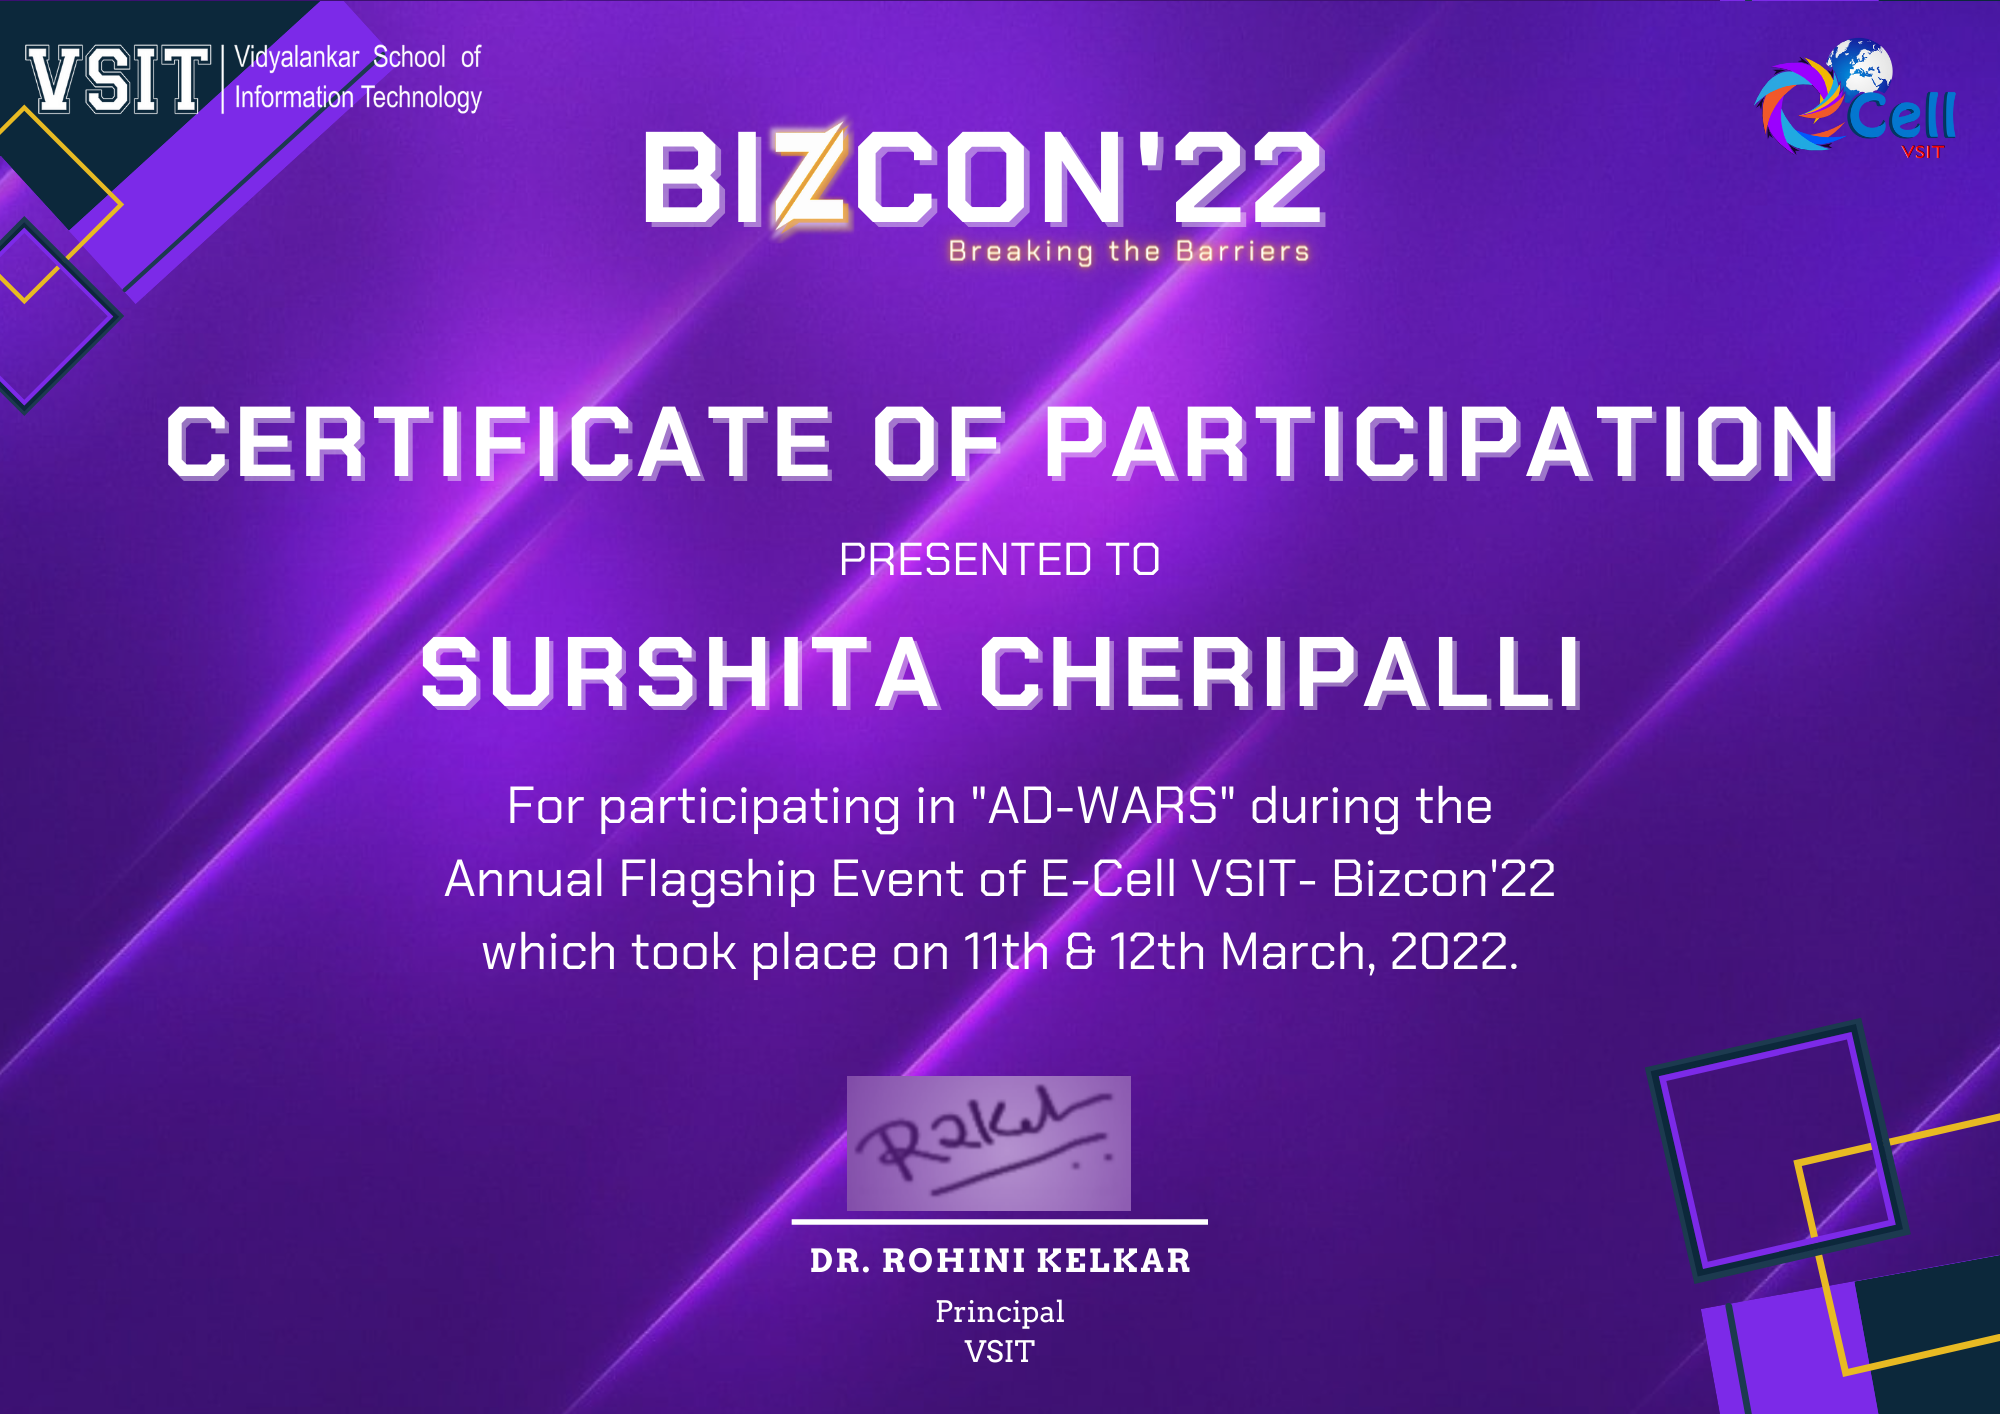 VSIT
Vidyalankar School of
Information Technology
Cell
VSIT
BIZCON'22
Breaking the Barriers
CERTIFICATE OF PARTICIPATION
PRESENTED TO
SURSHITA CHERIPALLI
For participating in "AD-WARS" during the
Annual Flagship Event of E-Cell VSIT- Bizcon'22
which took place on 11th & 12th March, 2022.
DR. ROHINI KELKAR
Principal
VSIT